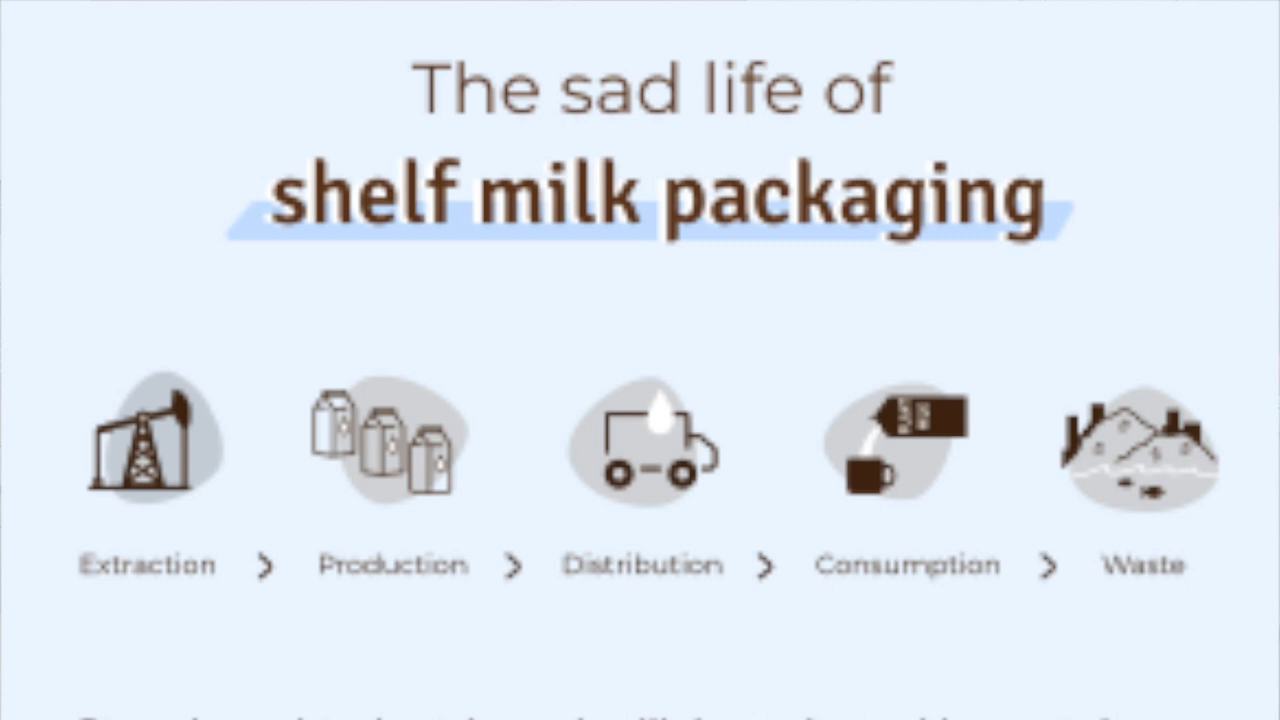 The sad life of
shelf milk packaging
Extraction > Production > Distribution > Consumption > Waste